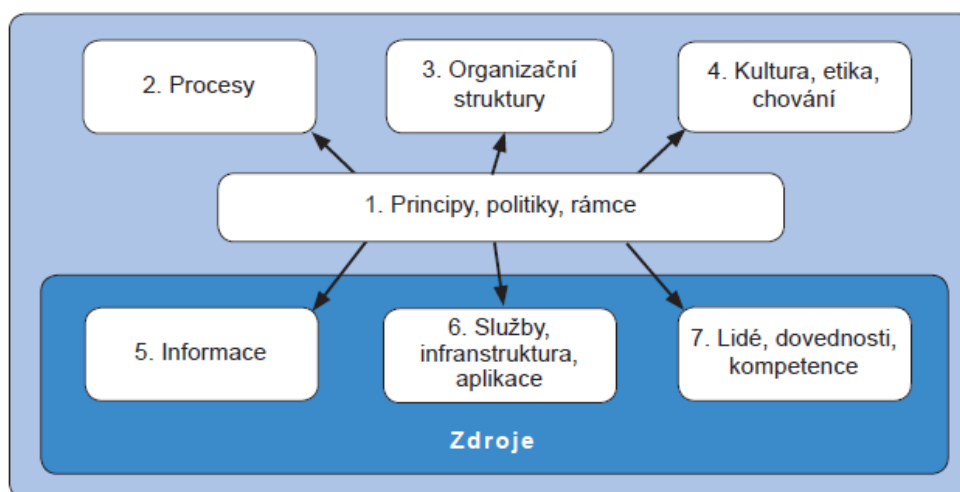 2. Procesy
3. Organizační
struktury
4. Kultura, etika,
chování
1. Principy, politiky, rámce
5. Informace
6. Služby,
infranstruktura,
aplikace
7. Lidé, dovednosti,
kompetence
Zdroje